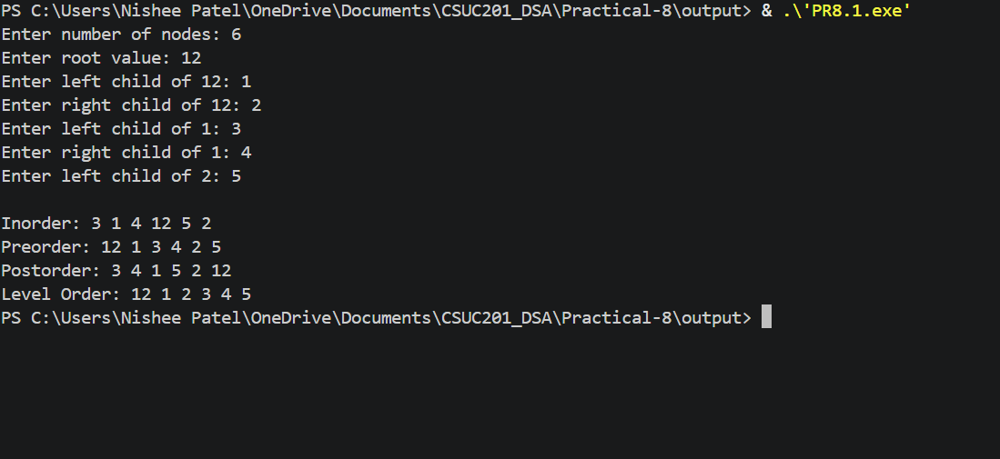 PS C:\Users\Nishee Patel\OneDrive\Documents\CSUC201_DSA\Practical-8\output> & .\'PR8.1.exe'
Enter number of nodes: 6
Enter root value: 12
Enter left child of 12: 1
Enter right child of 12: 2
Enter left child of 1: 3
Enter right child of 1: 4
Enter left child of 2: 5

Inorder: 3 1 4 12 5 2
Preorder: 12 1 3 4 2 5
Postorder: 3 4 1 5 2 12
Level Order: 12 1 2 3 4 5
PS C:\Users\Nishee Patel\OneDrive\Documents\CSUC201_DSA\Practical-8\output>